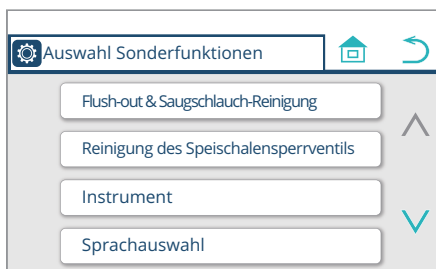 Auswahl Sonderfunktionen
Flush-out & Saugschlauch-Reinigung
Reinigung des Speischalensperrventils
Instrument
Sprachauswahl